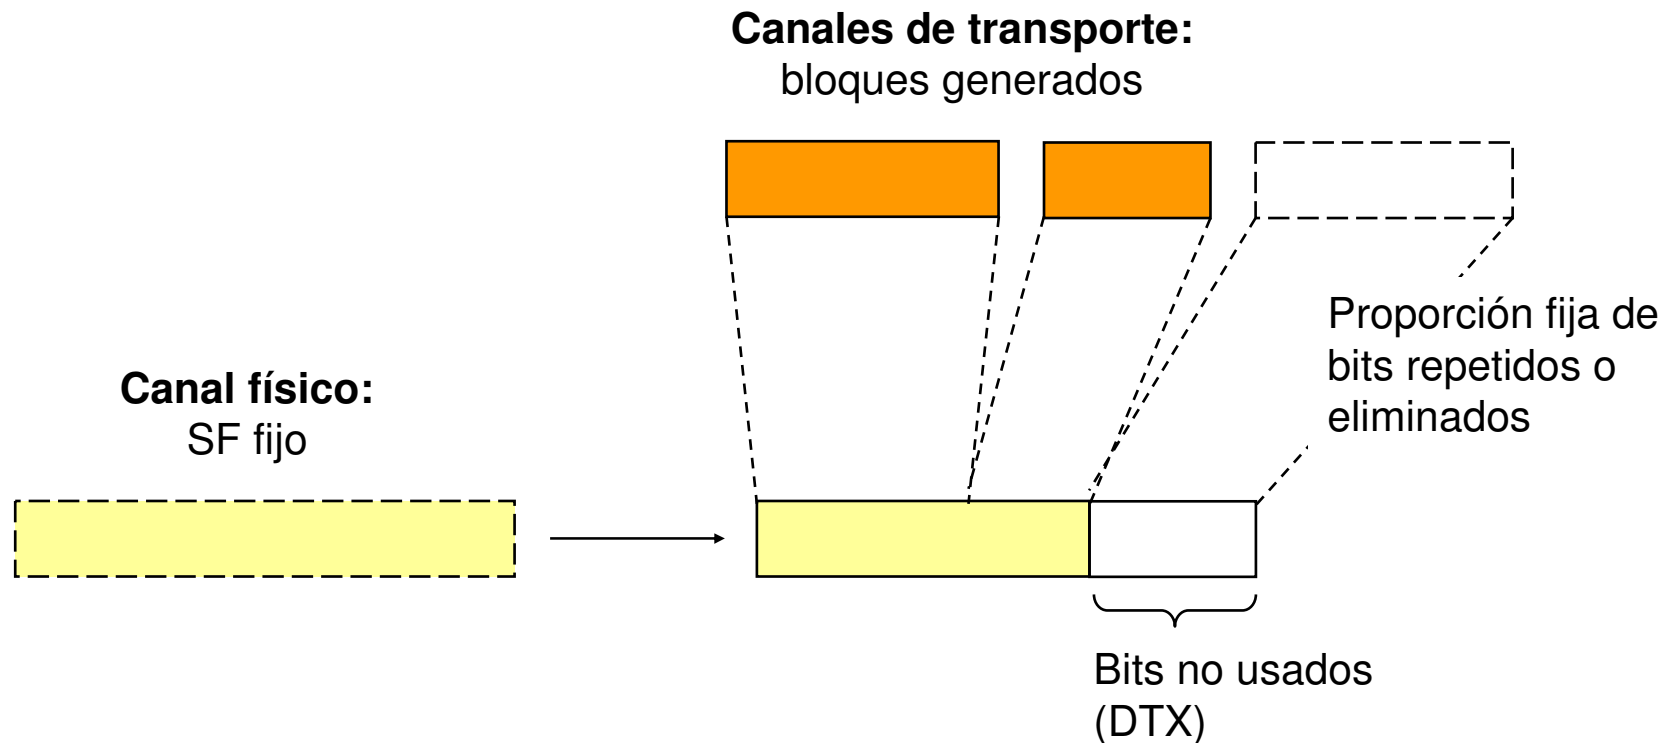 Canales de transporte:
bloques generados
Proporción fija de
bits repetidos o
eliminados
Canal físico:
SF fijo
Bits no usados
(DTX)